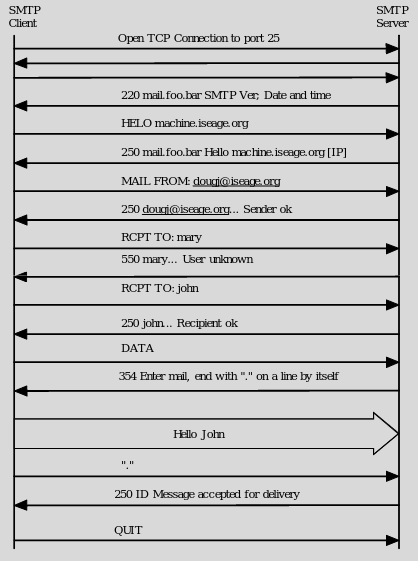 SMTP
Client
SMTP
Server
Open TCP Connection to port 25
220 mail.foo.bar SMTP Ver; Date and time
HELO machine.iseage.org
250 mail.foo.bar Hello machine.iseage.org [IP]
MAIL FROM: dougj@iseage.org
250 dougj@iseage.org... Sender ok
RCPT TO: mary
550 mary... User unknown
RCPT TO: john
250 john... Recipient ok
DATA
354 Enter mail, end with "." on a line by itself
Hello John
"."
250 ID Message accepted for delivery
QUIT